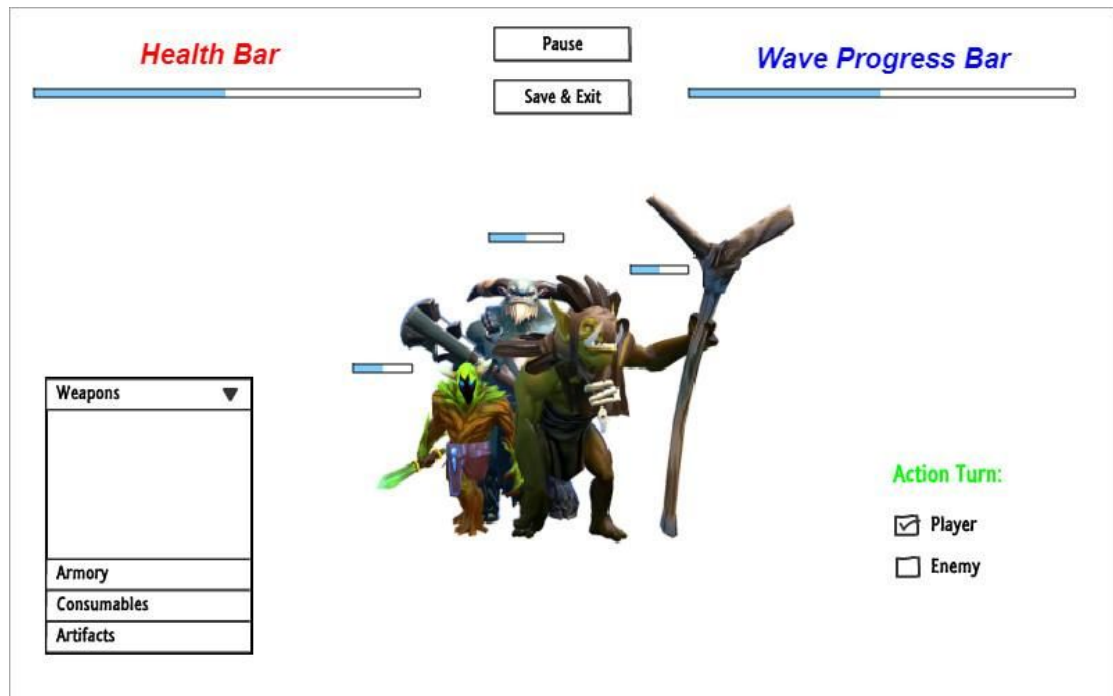 Health Bar
Pause
Wave Progress Bar
Save & Exit
Weapons
Armory
Consumables
Artifacts
Action Turn:
Player
Enemy